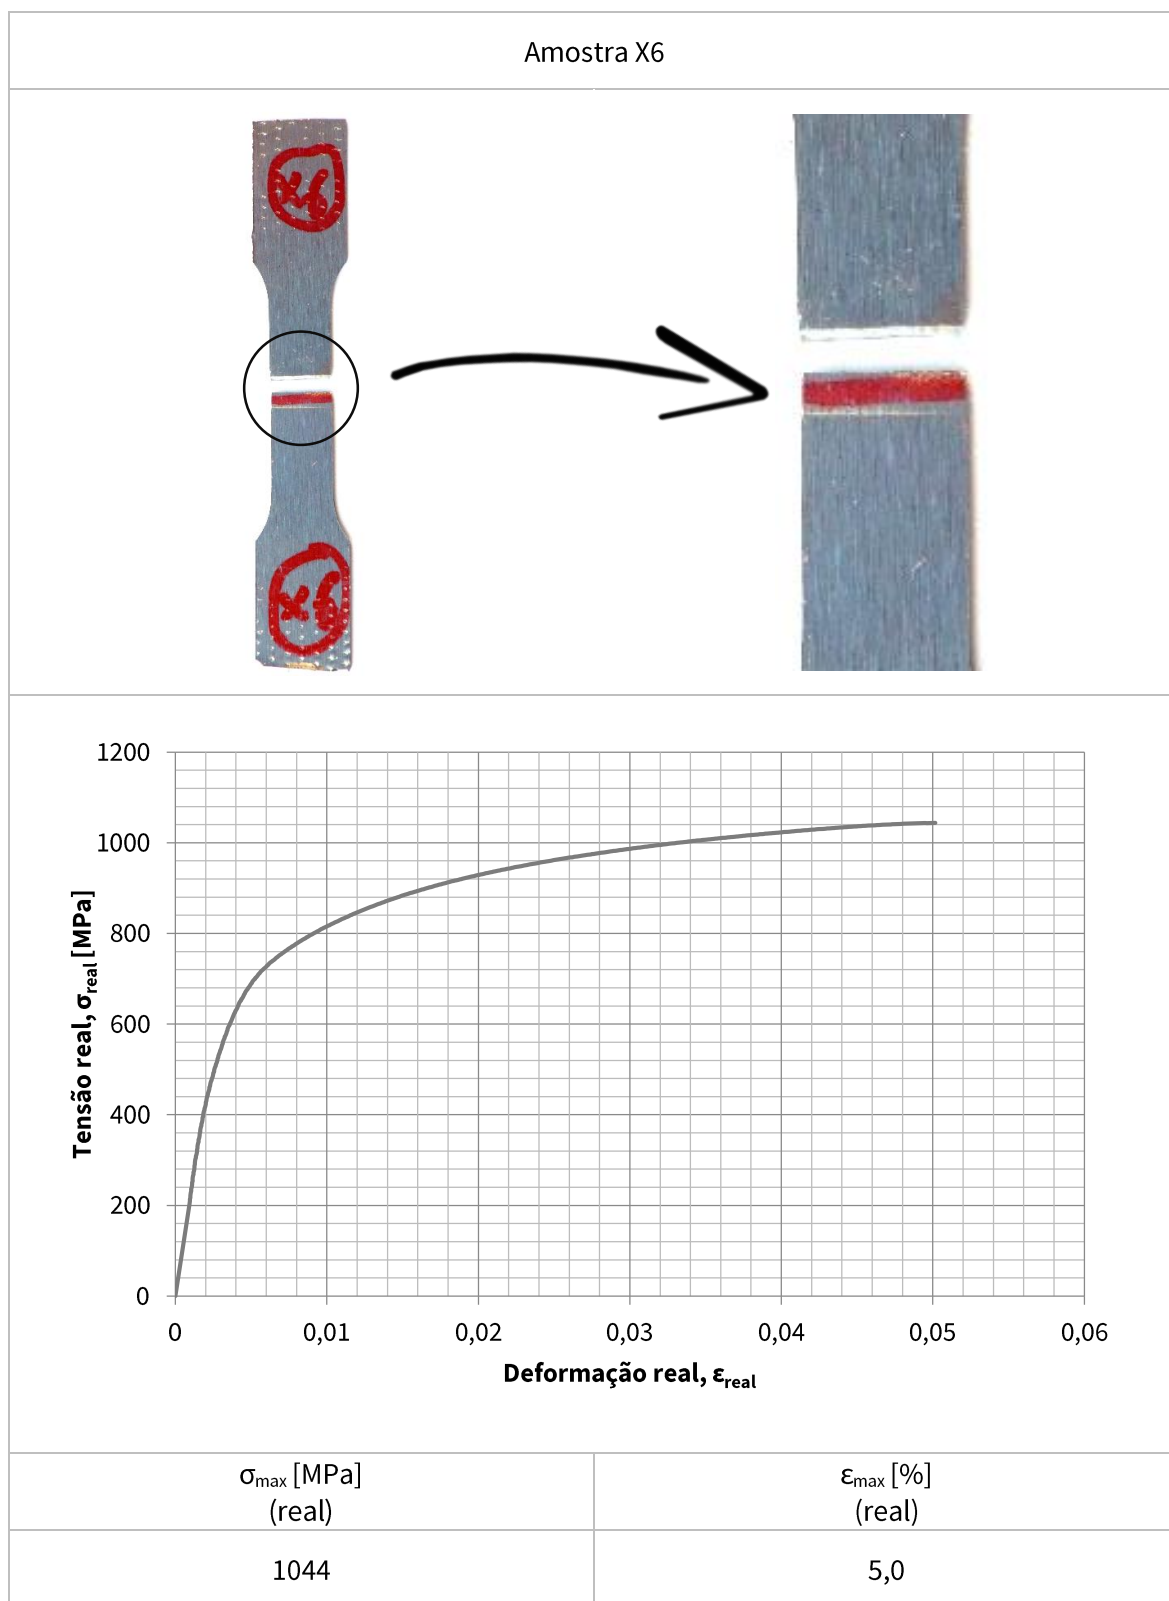 Amostra X6
X6
X6
1200
1000
800
600
400
200
0
Tensão real, σreal [MPa]
0
0,01
0,02
0,03
0,04
0,05
0,06
Deformação real, εreal
σmax [MPa]
(real)
εmax [%]
(real)
1044
5,0